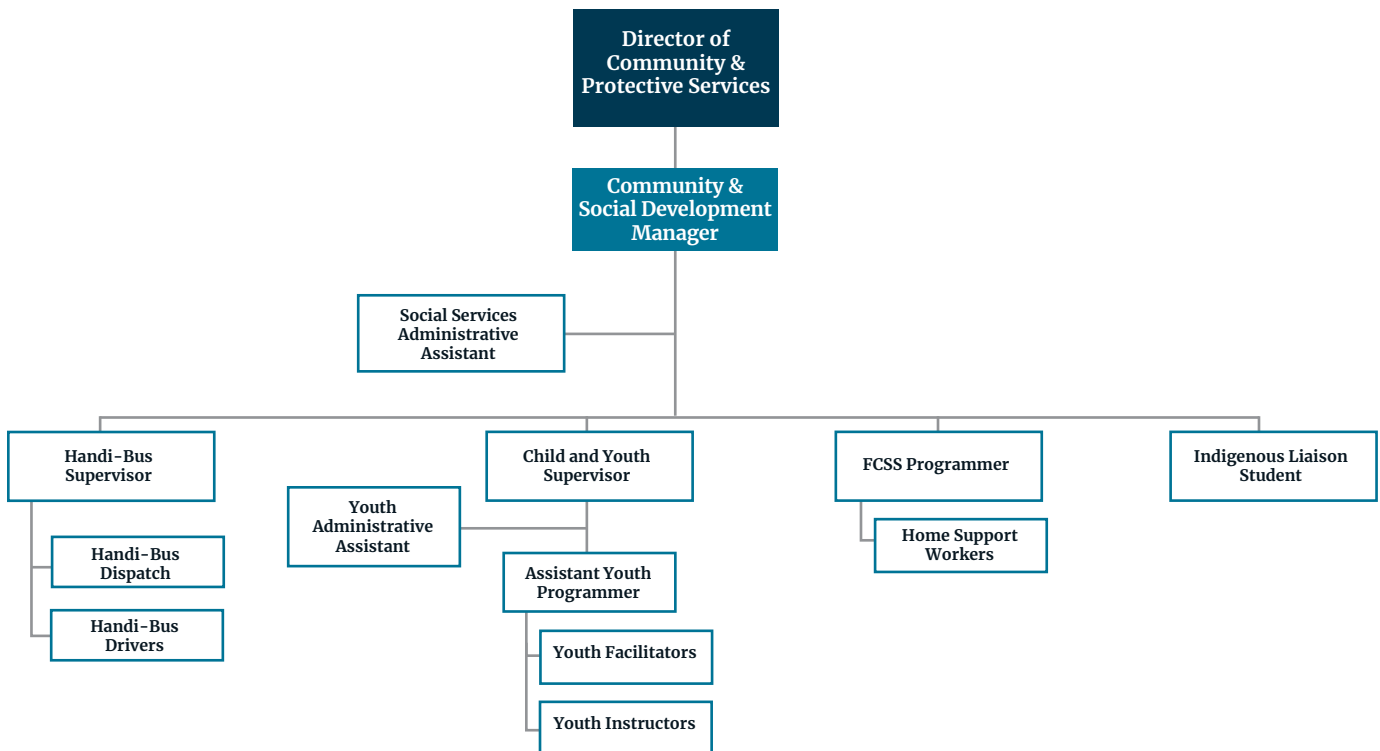 Director of
Community &
Protective Services
Community &
Social Development
Manager
Social Services
Administrative
Assistant
Handi-Bus
Supervisor
Child and Youth
Supervisor
FCSS Programmer
Indigenous Liaison
Student
Youth
Administrative
Assistant
Home Support
Workers
Handi-Bus
Dispatch
Assistant Youth
Programmer
Handi-Bus
Drivers
Youth Facilitators
Youth Instructors